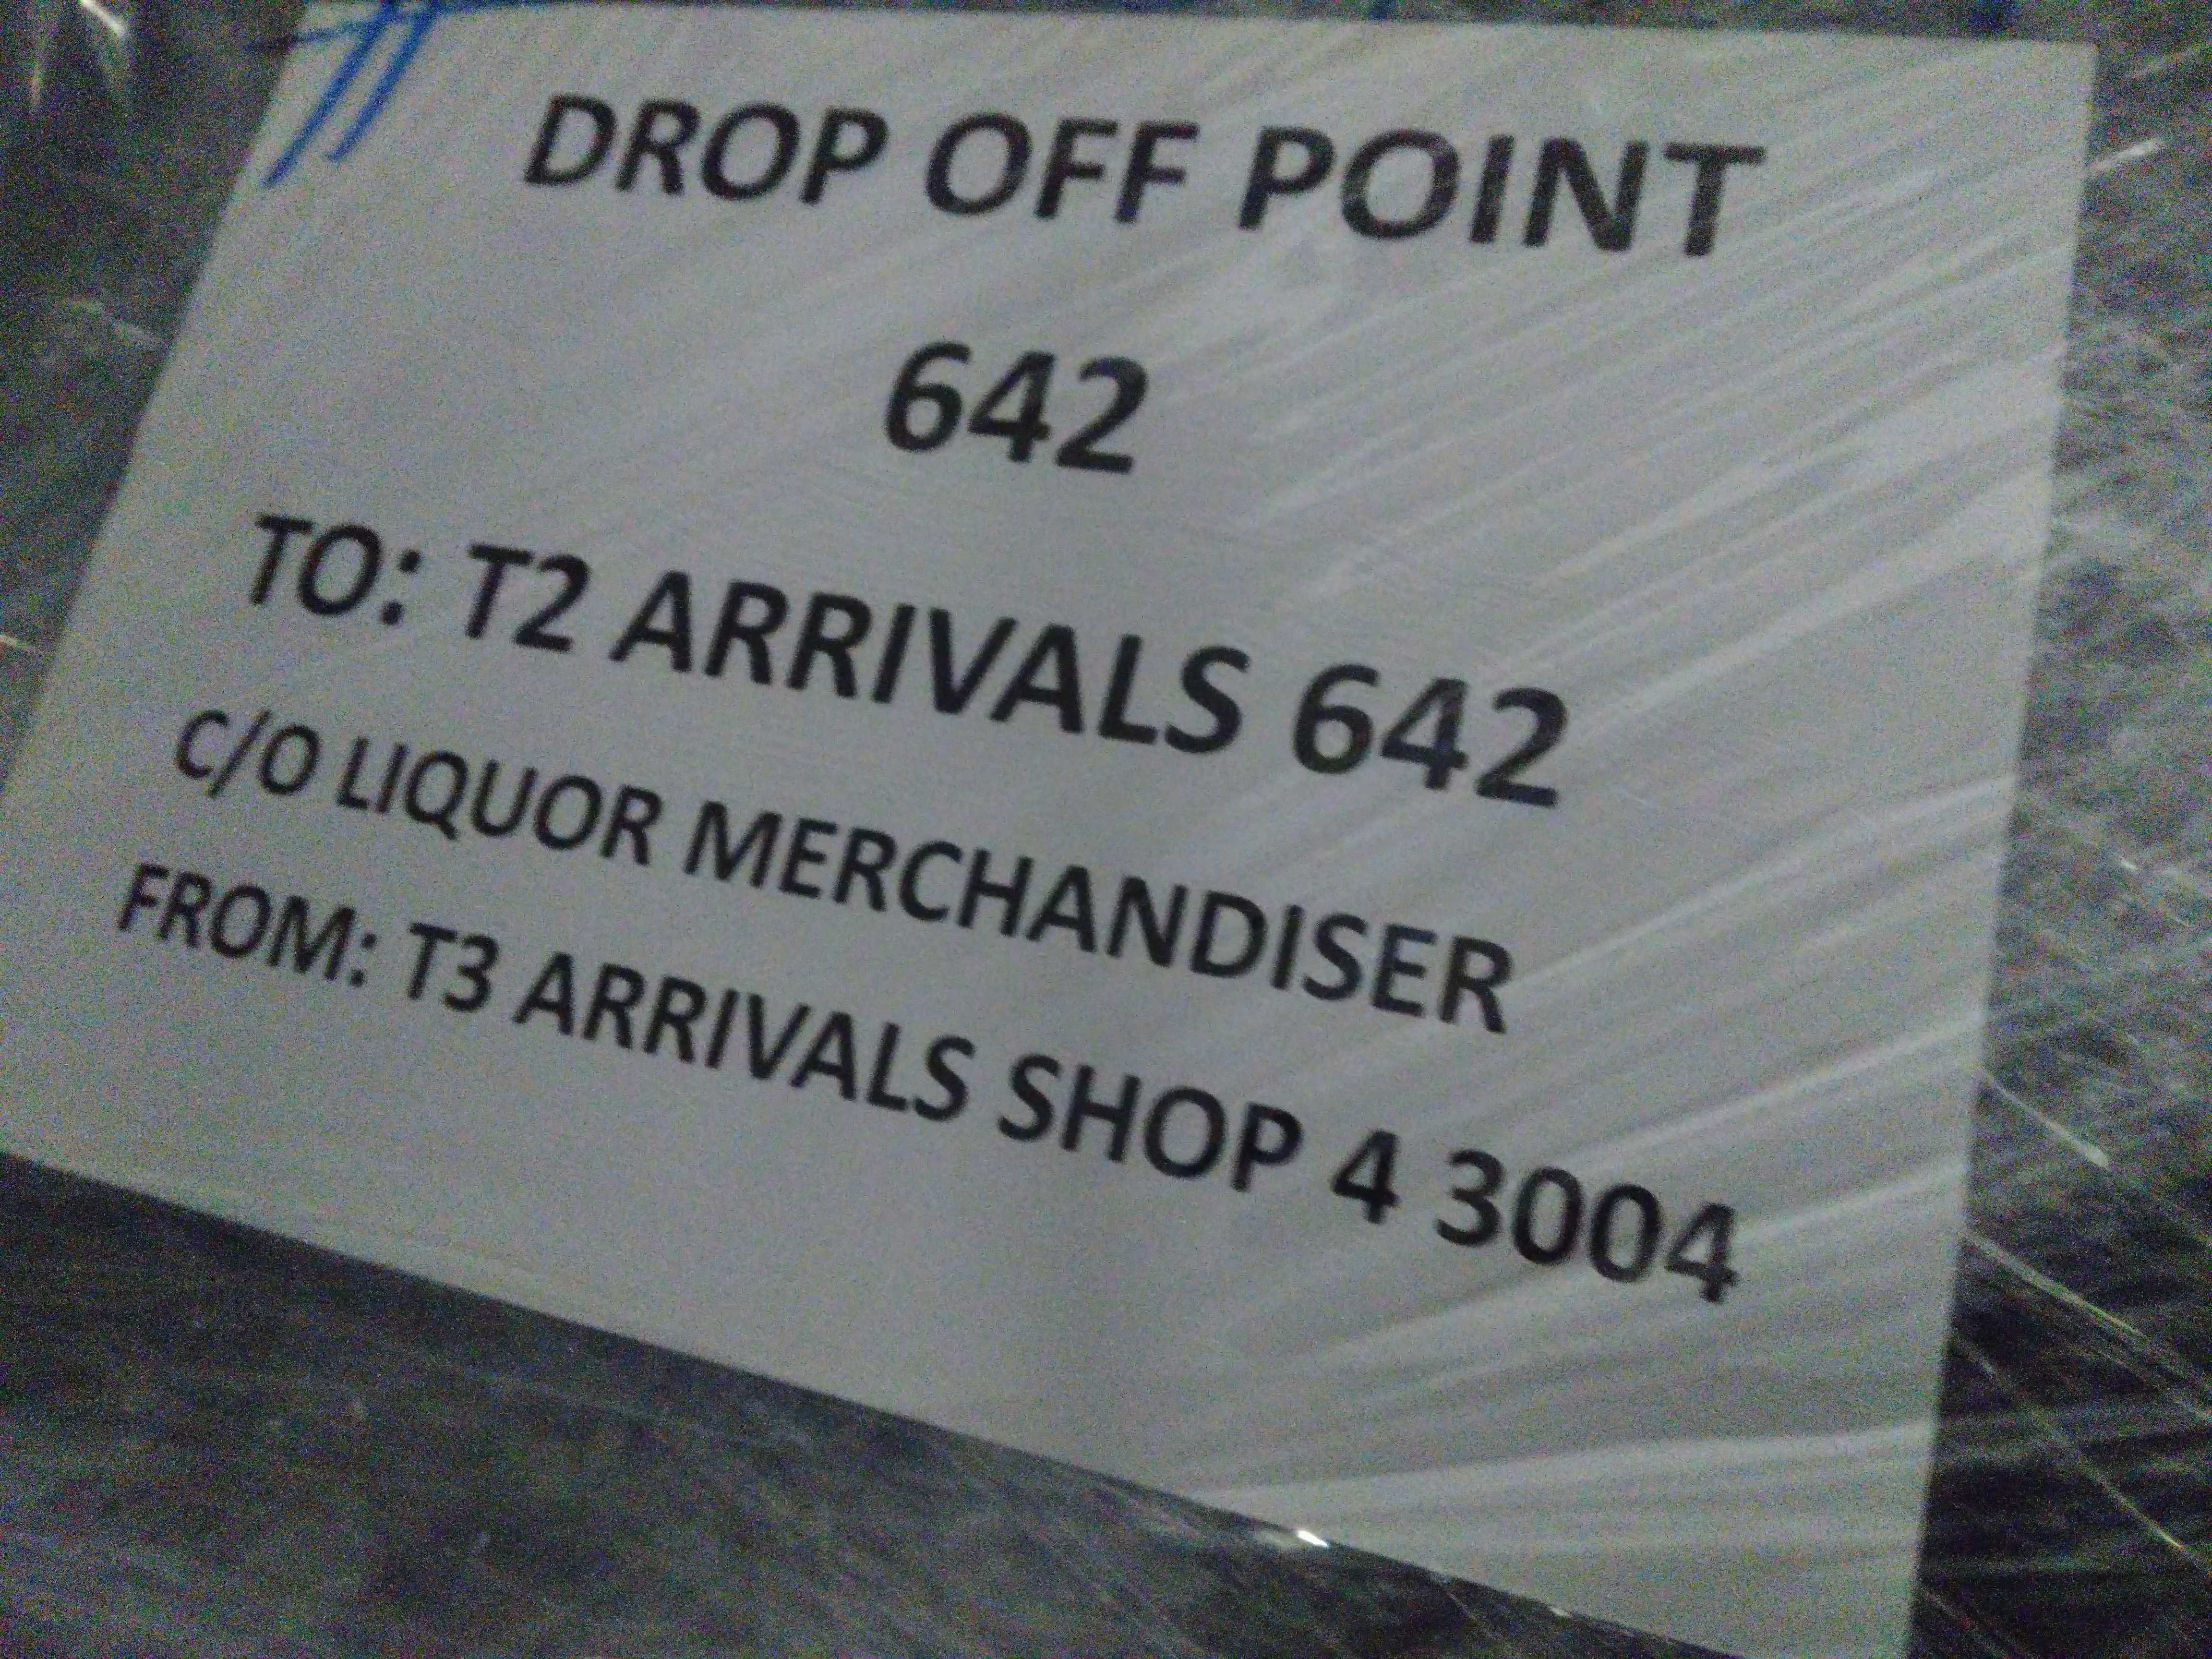 DROP OFF POINT
642
TO: T2 ARRIVALS 642
C/O LIQUOR MERCHANDISER
FROM: T3 ARRIVALS SHOP 4 3004